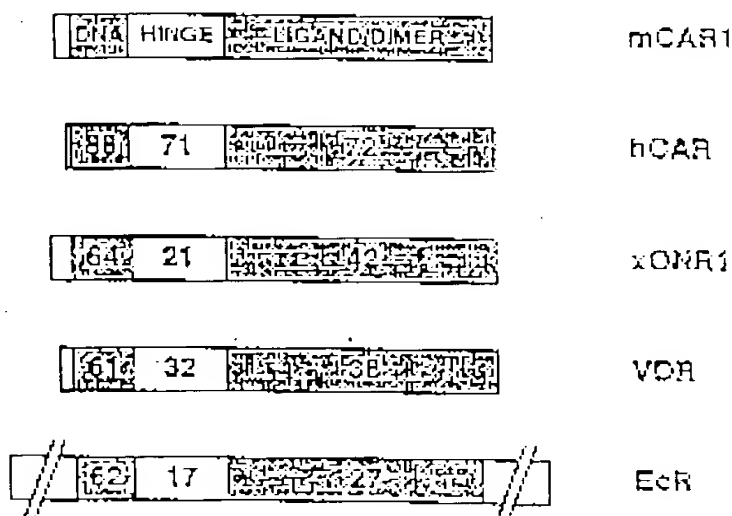 DNA HINGE LIGAND/DIMER mCAR1
88 71 72 hCAR
64 21 42 xONR1
61 32 38 VDR
62 17 27 EcR